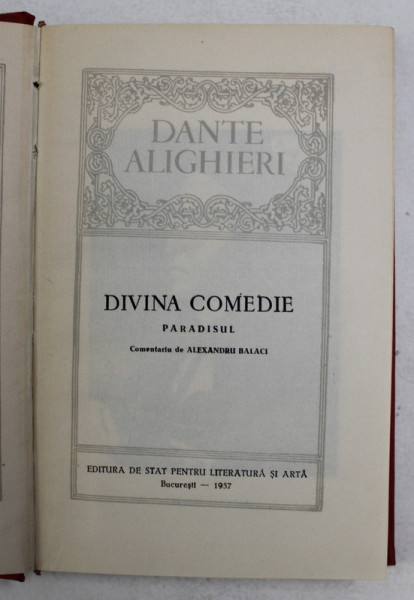 DANTE
ALIGHIERI
DIVINA COMEDIE
PARADISUL
Comentariu de ALEXANDRU BALACI
EDITURA DE STAT PENTRU LITERATURĂ ȘI ARTĂ
București — 1957